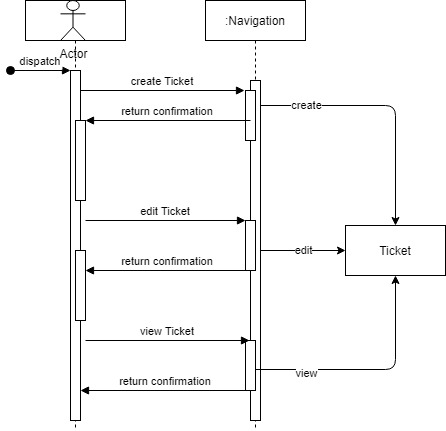 :Navigation
Actor
dispatch
create Ticket
create
return confirmation
edit Ticket
Ticket
edit
return confirmation
view Ticket
view
return confirmation